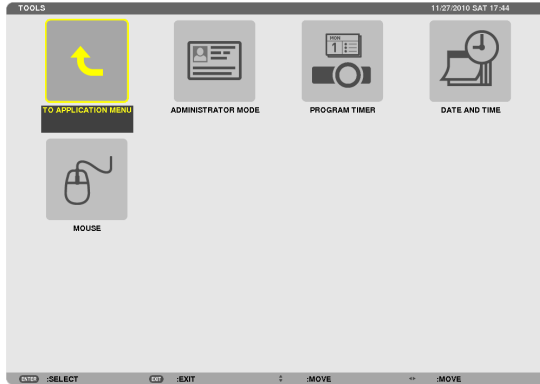 TOOLS 11/27/2010 SAT 17:44
MON
1
TO APPLICATION MENU ADMINISTRATOR MODE PROGRAM TIMER DATE AND TIME
MOUSE
ENTER :SELECT EXIT :EXIT :MOVE :MOVE